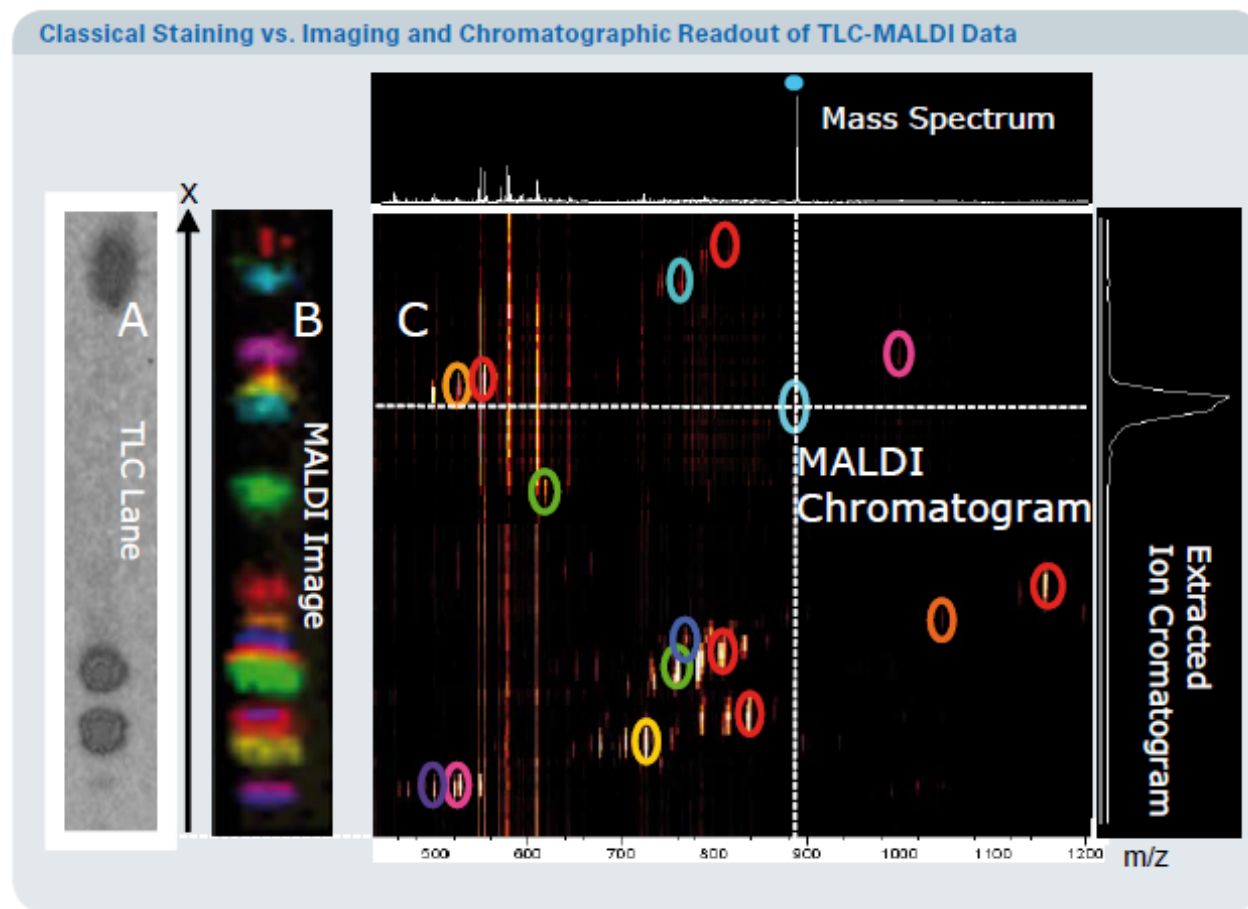 Classical Staining vs. Imaging and Chromatographic Readout of TLC-MALDI Data
Mass Spectrum
X
A
TLC Lane
B
MALDI Image
C
MALDI
Chromatogram
Extracted
Ion Cromatogram
500 600 700 800 900 1000 1100 1200
m/z